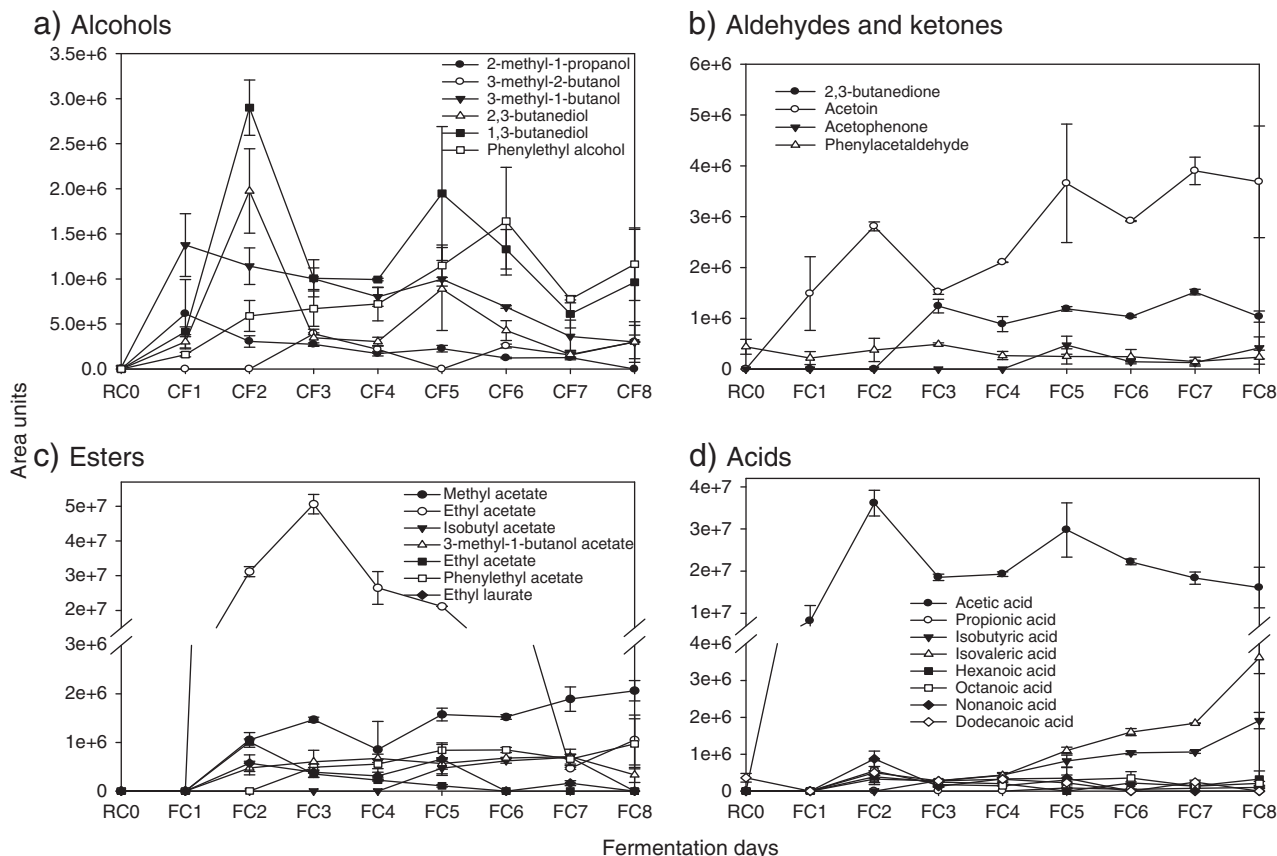 a) Alcohols
3.5e+6
3.0e+6
2.5e+6
2.0e+6
1.5e+6
1.0e+6
5.0e+5
0.0
2-methyl-1-propanol
3-methyl-2-butanol
3-methyl-1-butanol
2,3-butanediol
1,3-butanediol
Phenylethyl alcohol
RC0 CF1 CF2 CF3 CF4 CF5 CF6 CF7 CF8
b) Aldehydes and ketones
6e+6
5e+6
4e+6
3e+6
2e+6
1e+6
0
2,3-butanedione
Acetoin
Acetophenone
Phenylacetaldehyde
RC0 FC1 FC2 FC3 FC4 FC5 FC6 FC7 FC8
Area units
c) Esters
5e+7
4e+7
3e+7
2e+7
3e+6
2e+6
1e+6
0
Methyl acetate
Ethyl acetate
Isobutyl acetate
3-methyl-1-butanol acetate
Ethyl acetate
Phenylethyl acetate
Ethyl laurate
RC0 FC1 FC2 FC3 FC4 FC5 FC6 FC7 FC8
d) Acids
4e+7
3e+7
2e+7
1e+7
4e+6
3e+6
2e+6
1e+6
0
Acetic acid
Propionic acid
Isobutyric acid
Isovaleric acid
Hexanoic acid
Octanoic acid
Nonanoic acid
Dodecanoic acid
RC0 FC1 FC2 FC3 FC4 FC5 FC6 FC7 FC8
Fermentation days